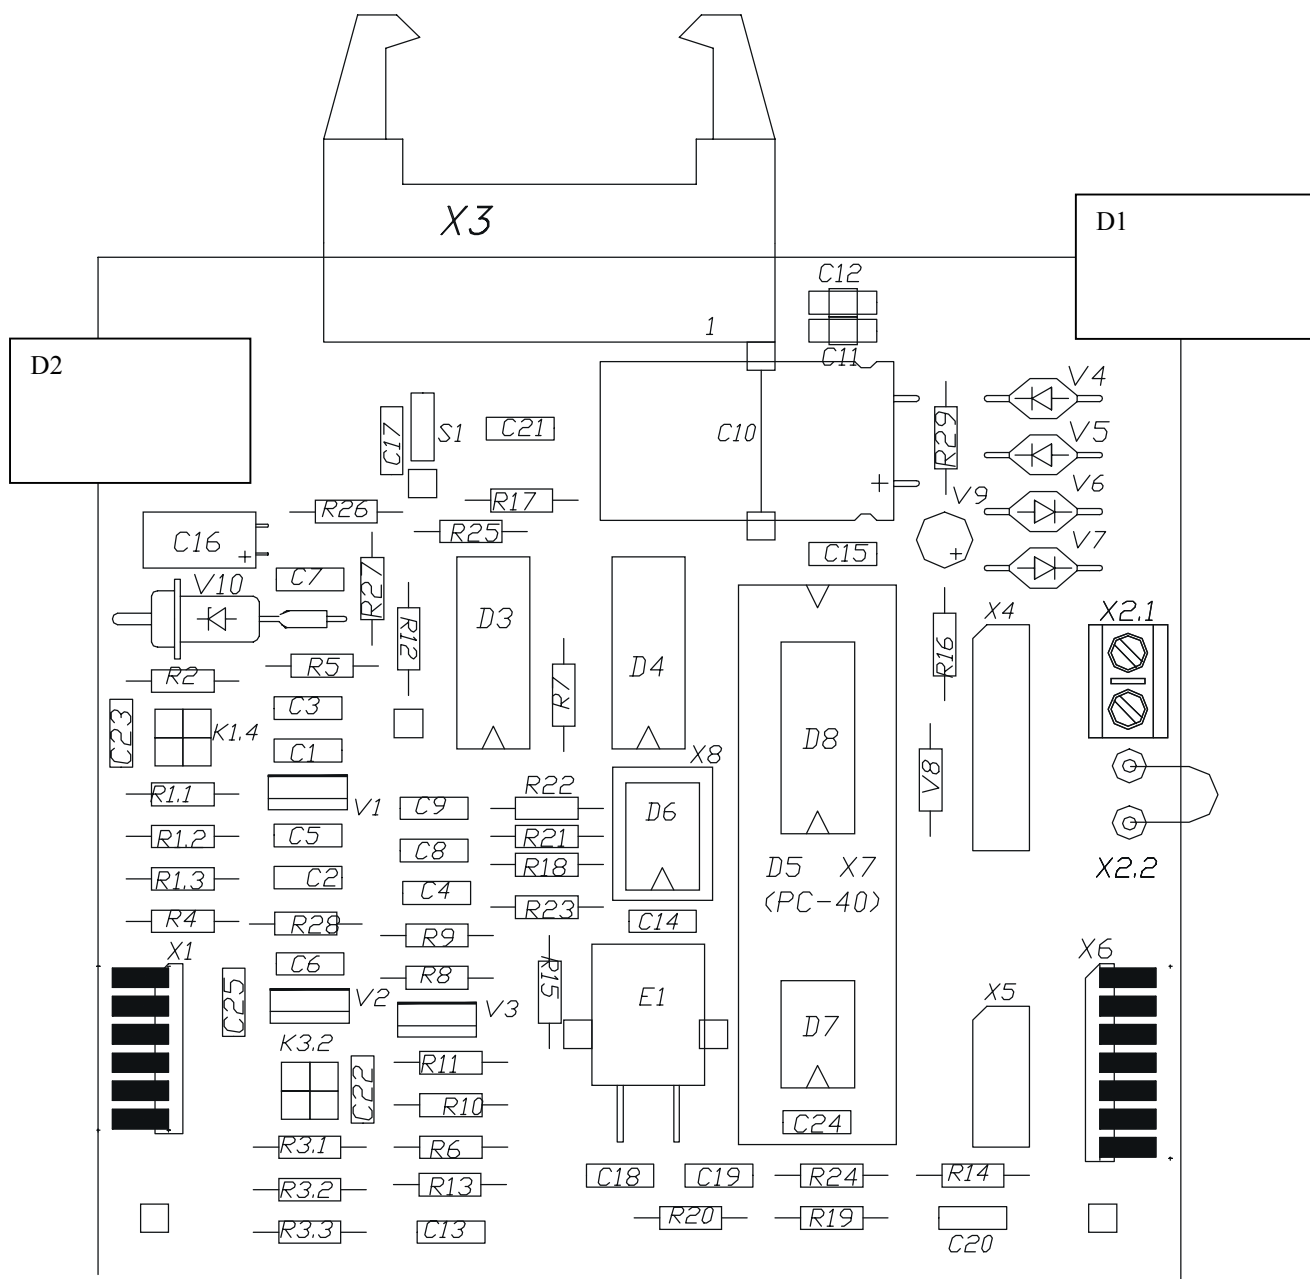 X3
D1
C12
1
C11
D2
V4
C10
S1
C21
C17
R29
V5
V6
R17
V9
R26
R25
C16
+
+
V7
C15
+
C7
R27
V10
X4
X2.1
R12
D3
R16
R5
D4
R2
R7
C3
K1.4
C23
C1
D8
X8
V8
R1.1
V1
R22
C9
D6
R1.2
C5
R21
C8
R18
D5 X7
X2.2
R1.3
C2
C4
(PC-40)
R23
R4
R28
C14
R9
X1
X6
C6
R8
R15
C25
V2
V3
E1
X5
D7
K3.2
R11
C22
R10
C24
R3.1
R6
C18
C19
R24
R14
R3.2
R13
R20
R19
R3.3
C13
C20